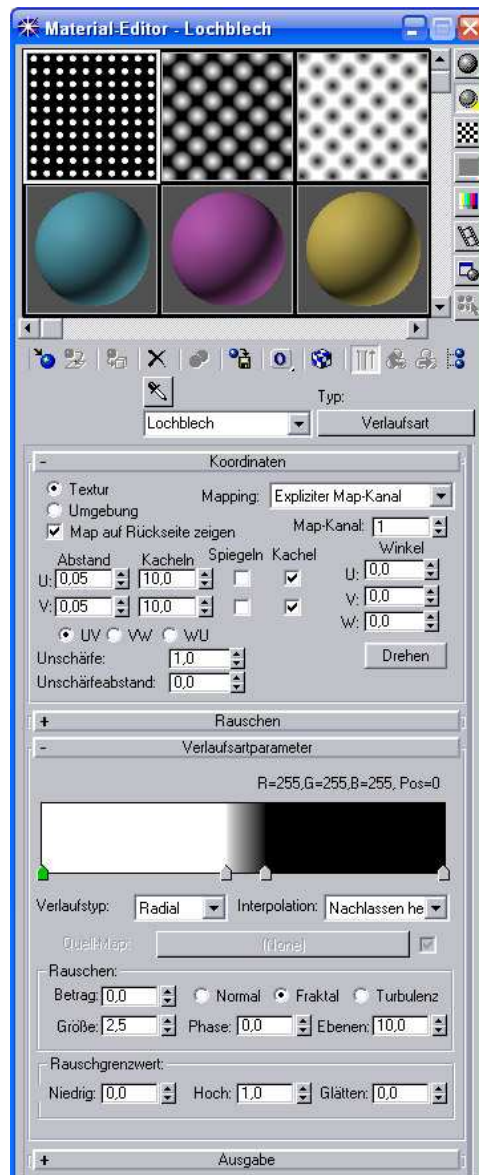 Material-Editor - Lochblech
Typ:
Lochblech Verlaufsart
- Koordinaten
Textur
Umgebung
Mapping: Expliziter Map-Kanal
Map auf Rückseite zeigen
Map-Kanal: 1
Abstand Kacheln Spiegeln Kachel Winkel
U: 0,05 10,0 U: 0,0
V: 0,05 10,0 V: 0,0
W: 0,0
UV VW WU
Unschärfe: 1,0 Drehen
Unschärfeabstand: 0,0
+ Rauschen
- Verlaufsartparameter
R=255,G=255,B=255, Pos=0
Verlaufstyp: Radial Interpolation: Nachlassen he
Quell-Map: (None)
Rauschen:
Betrag: 0,0 Normal Fraktal Turbulenz
Größe: 2,5 Phase: 0,0 Ebenen: 10,0
Rauschgrenzwert:
Niedrig: 0,0 Hoch: 1,0 Glätten: 0,0
+ Ausgabe